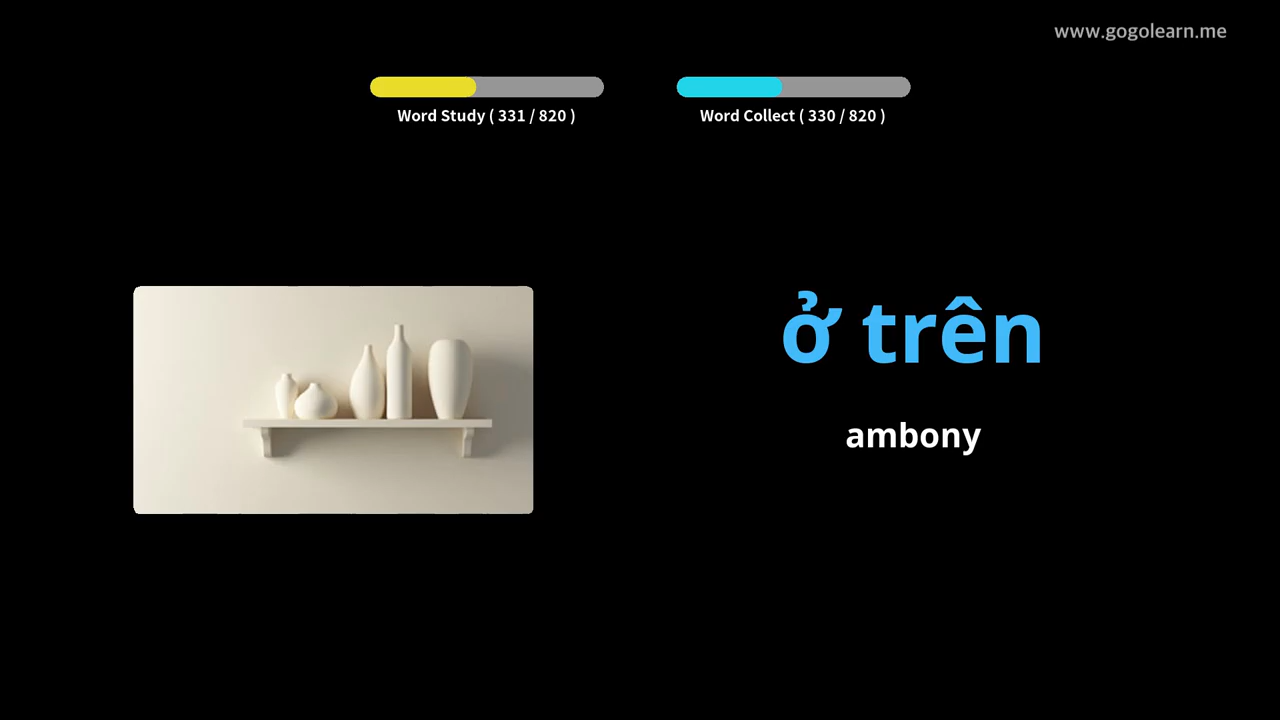 www.gogolearn.me
Word Study ( 331 / 820 )
Word Collect ( 330 / 820 )
ở trên
ambony